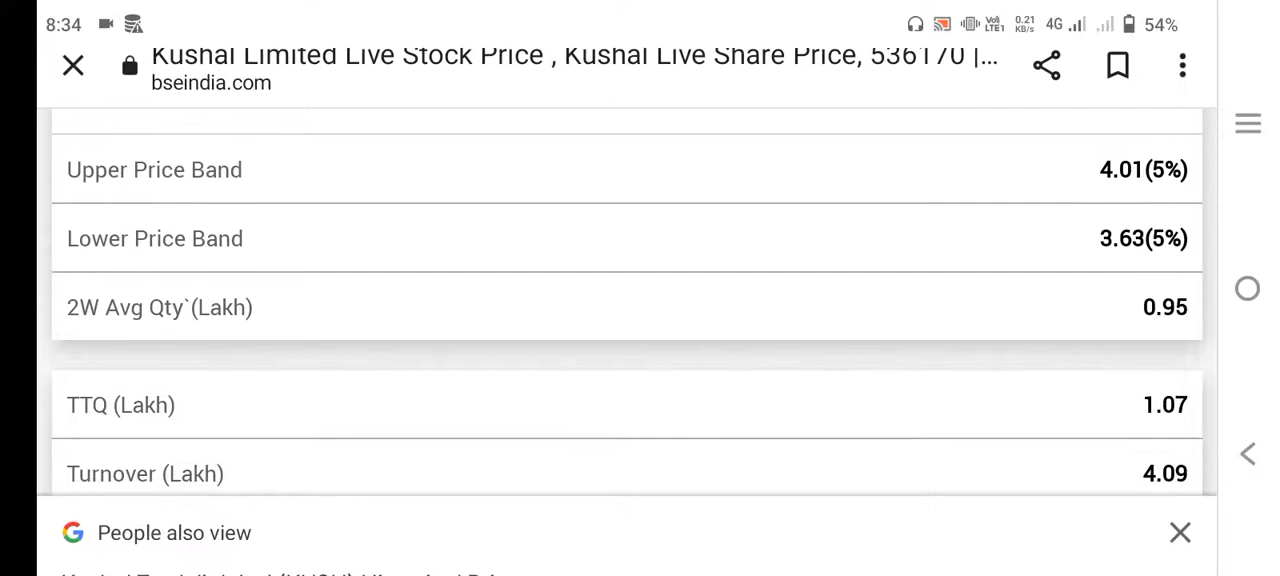 8:34 Vo)) LTE1 0.21 KB/s 4G 54%
Kushal Limited Live Stock Price , Kushal Live Share Price, 536170 |...
bseindia.com
Upper Price Band 4.01(5%)
Lower Price Band 3.63(5%)
2W Avg Qty`(Lakh) 0.95
TTQ (Lakh) 1.07
Turnover (Lakh) 4.09
G People also view